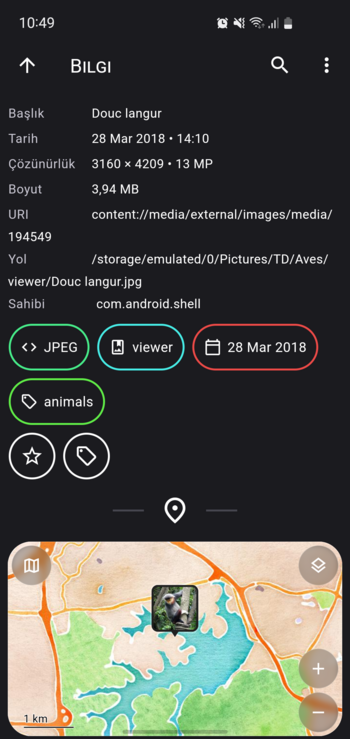 10:49
BILGI
Başlık Douc langur
Tarih 28 Mar 2018 • 14:10
Çözünürlük 3160 × 4209 • 13 MP
Boyut 3,94 MB
URI content://media/external/images/media/
194549
Yol /storage/emulated/0/Pictures/TD/Aves/
viewer/Douc langur.jpg
Sahibi com.android.shell
JPEG viewer 28 Mar 2018
animals
1 km